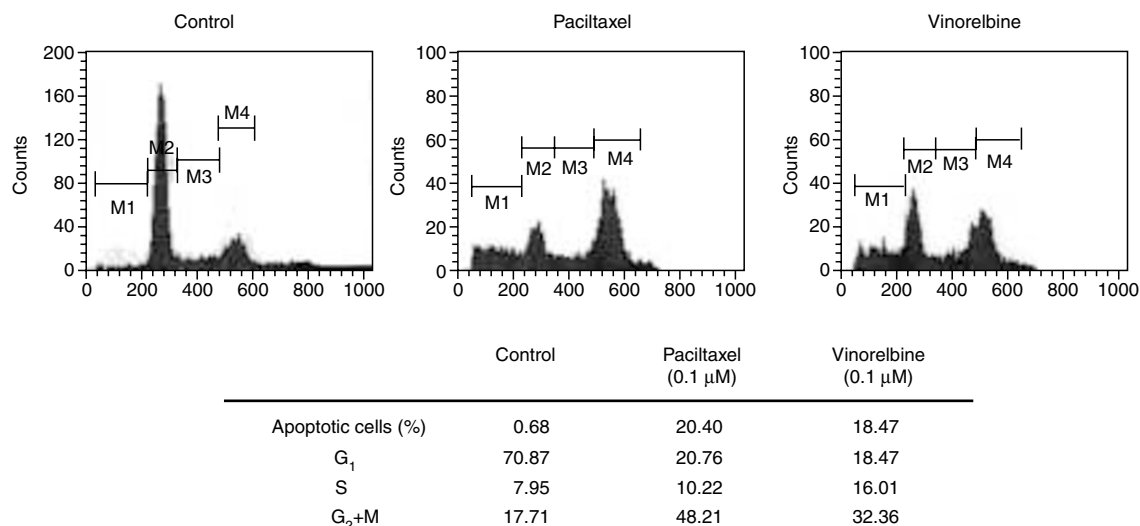 Control Paciltaxel Vinorelbine
200 100 100
160 80 80
120 60 60
80 40 40
40 20 20
0 0 0
Counts Counts Counts
M1 M2 M3 M4
M1 M2 M3 M4
M1 M2 M3 M4
0 200 400 600 800 1000
0 200 400 600 800 1000
0 200 400 600 800 1000
Control Paciltaxel Vinorelbine
(0.1 μM) (0.1 μM)
Apoptotic cells (%) 0.68 20.40 18.47
G1 70.87 20.76 18.47
S 7.95 10.22 16.01
G2+M 17.71 48.21 32.36